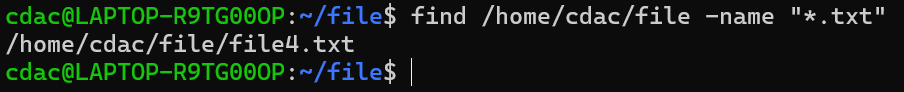 cdac@LAPTOP-R9TG00OP:~/file$ find /home/cdac/file -name "*.txt"
/home/cdac/file/file4.txt
cdac@LAPTOP-R9TG00OP:~/file$